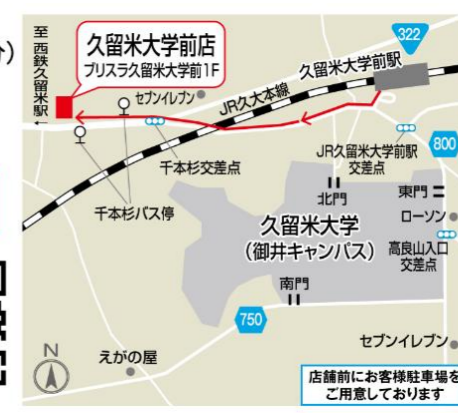 分)
至
西鉄久留米駅
久留米大学前店
プリスラ久留米大学前1F
322
久留米大学前駅
セブンイレブン
JR久大本線
JR久留米大学前駅
交差点
800
千本杉交差点
千本杉バス停
北門
東門
ローソン
久留米大学
(御井キャンパス)
高良山入口
交差点
南門
750
セブンイレブン
N
えがの屋
店舗前にお客様駐車場を
ご用意しております